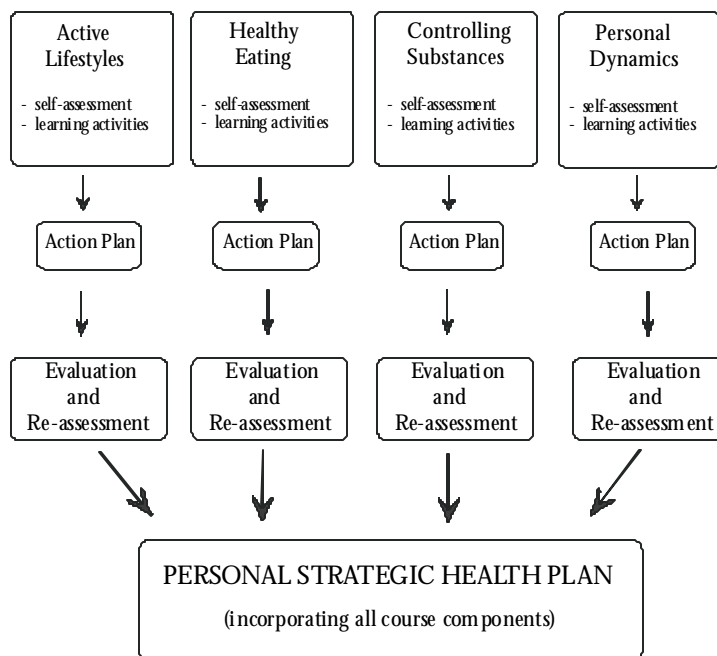 Active
Lifestyles
- self-assessment
- learning activities
Healthy
Eating
- self-assessment
- learning activities
Controlling
Substances
- self-assessment
- learning activities
Personal
Dynamics
- self-assessment
- learning activities
Action Plan
Action Plan
Action Plan
Action Plan
Evaluation
and
Re-assessment
Evaluation
and
Re-assessment
Evaluation
and
Re-assessment
Evaluation
and
Re-assessment
PERSONAL STRATEGIC HEALTH PLAN
(incorporating all course components)